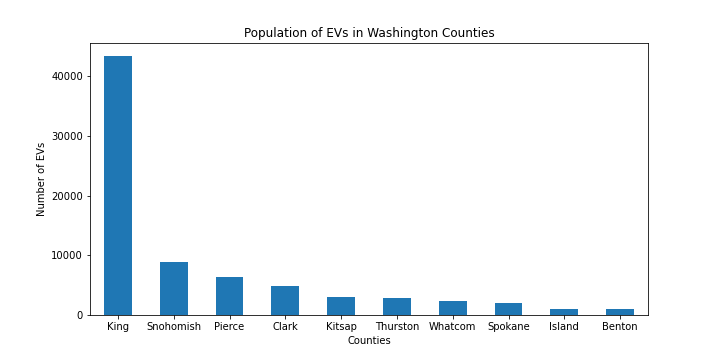 Population of EVs in Washington Counties
Number of EVs
40000
30000
20000
10000
0
King Snohomish Pierce Clark Kitsap Thurston Whatcom Spokane Island Benton
Counties